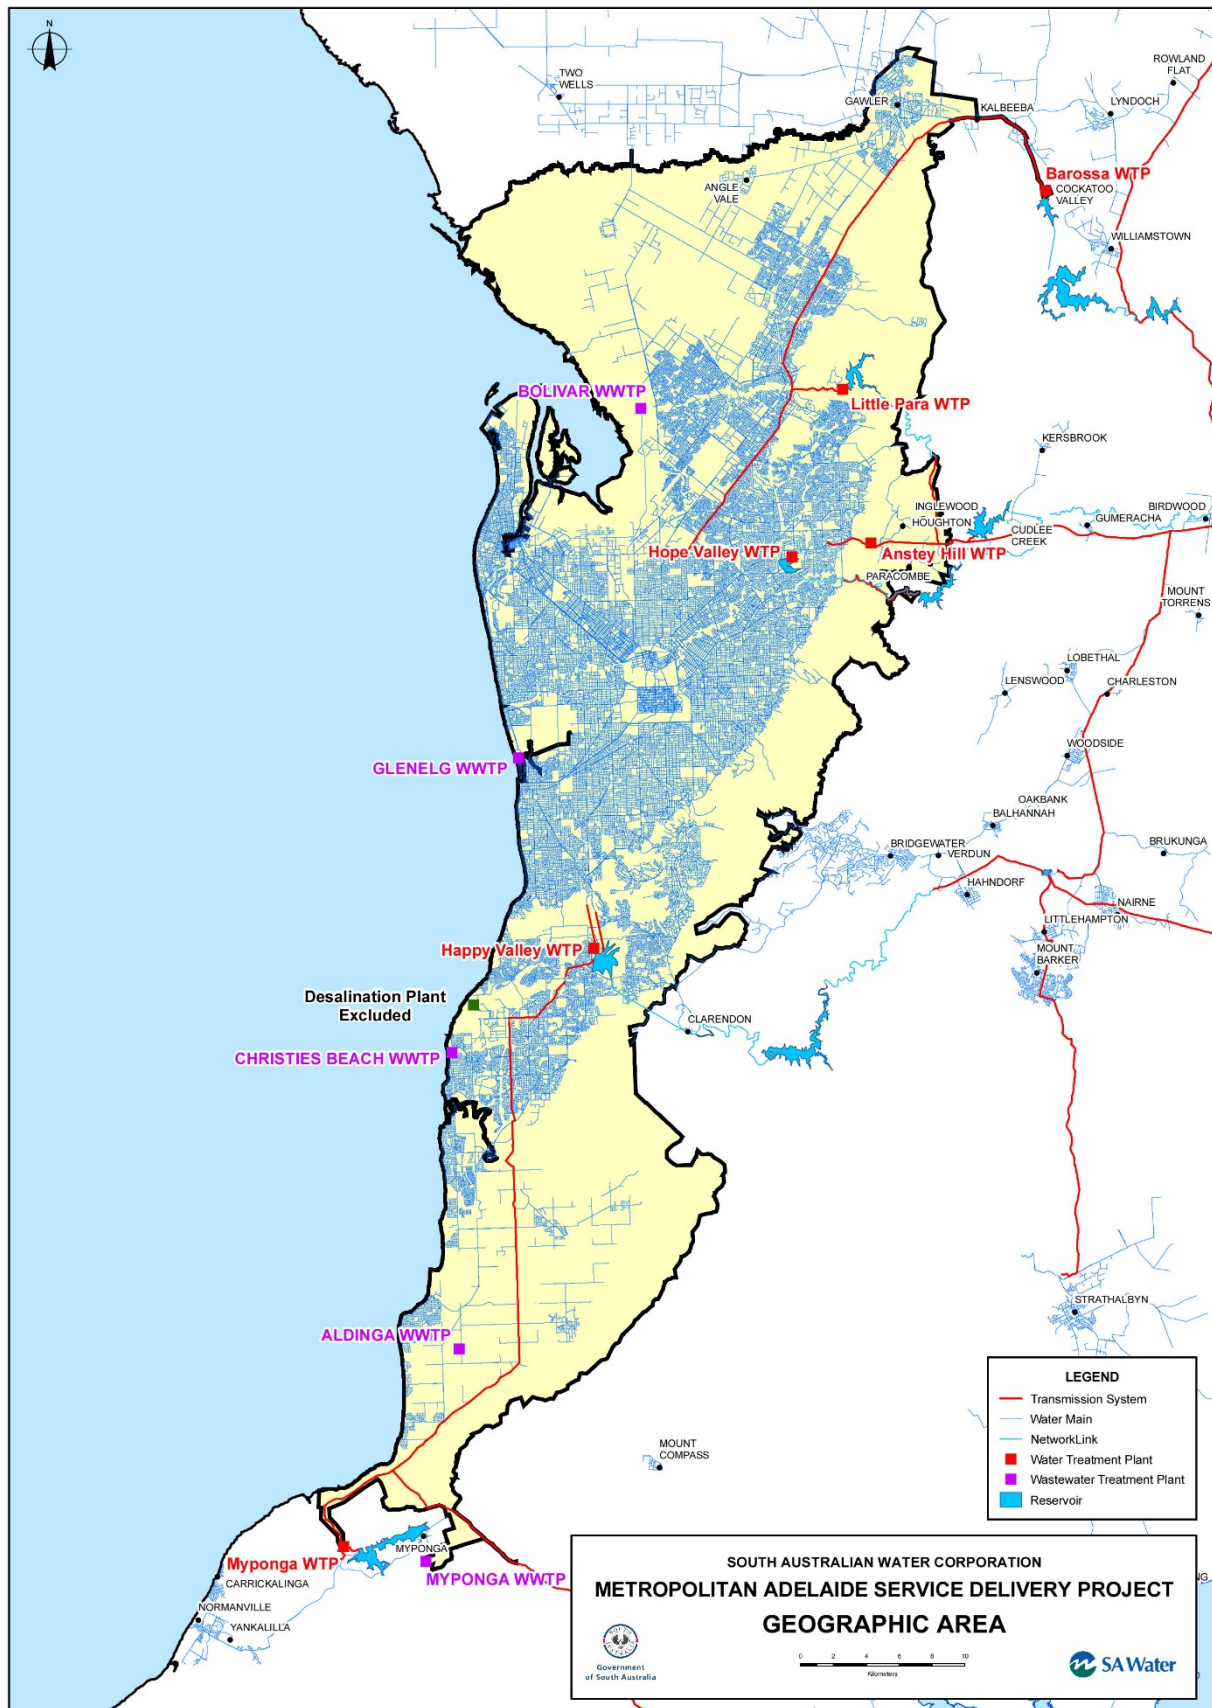 N
TWO
WELLS
ROWLAND
FLAT
GAWLER
KALBEEBA
LYNDOCH
ANGLE
VALE
Barossa WTP
COCKATOO
VALLEY
WILLIAMSTOWN
BOLIVAR WWTP
Little Para WTP
KERSBROOK
INGLEWOOD
HOUGHTON
CUDLEE
CREEK
GUMERACHA
BIRDWOOD
Hope Valley WTP
Anstey Hill WTP
PARACOMBE
MOUNT
TORRENS
LOBETHAL
LENSWOOD
CHARLESTON
WOODSIDE
GLENELG WWTP
OAKBANK
BALHANNAH
BRIDGEWATER
VERDUN
BRUKUNGA
HAHNDORF
NAIRNE
LITTLEHAMPTON
Happy Valley WTP
MOUNT
BARKER
Desalination Plant
Excluded
CLARENDON
CHRISTIES BEACH WWTP
STRATHALBYN
ALDINGA WWTP
LEGEND
Transmission System
Water Main
NetworkLink
Water Treatment Plant
Wastewater Treatment Plant
Reservoir
MOUNT
COMPASS
MYPONGA
Myponga WTP
MYPONGA WWTP
CARRICKALINGA
NORMANVILLE
YANKALILLA
NG
SOUTH AUSTRALIAN WATER CORPORATION
METROPOLITAN ADELAIDE SERVICE DELIVERY PROJECT
GEOGRAPHIC AREA
SOUTH AUSTRALIA
Government
of South Australia
0 2 4 6 8 10
Kilometers
SA Water